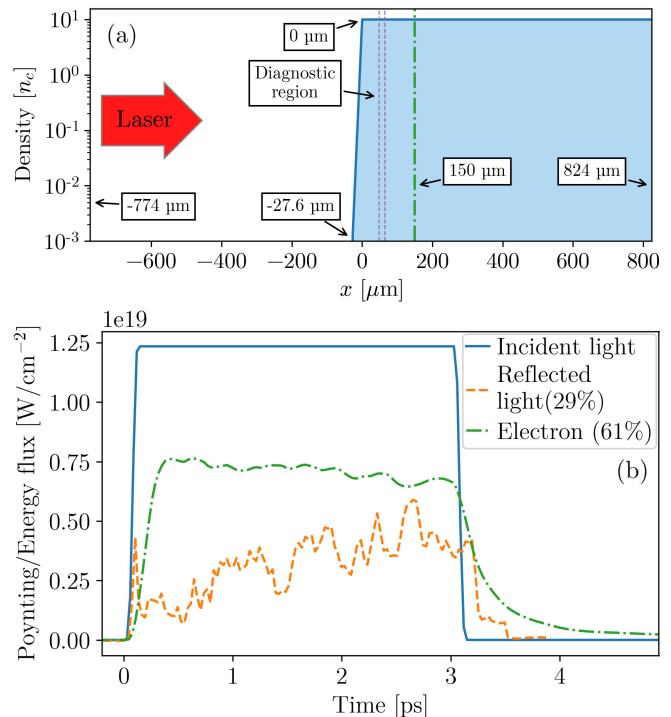 (a)
Density [n_c]
10^1
10^0
10^{-1}
10^{-2}
10^{-3}
0 μm
Diagnostic
region
Laser
-774 μm
-27.6 μm
150 μm
824 μm
−600
−400
−200
0
200
400
600
800
x [μm]
1e19
Poynting/Energy flux [W/cm^{−2}]
1.25
1.00
0.75
0.50
0.25
0.00
Incident light
Reflected
light(29%)
Electron (61%)
(b)
0
1
2
3
4
Time [ps]